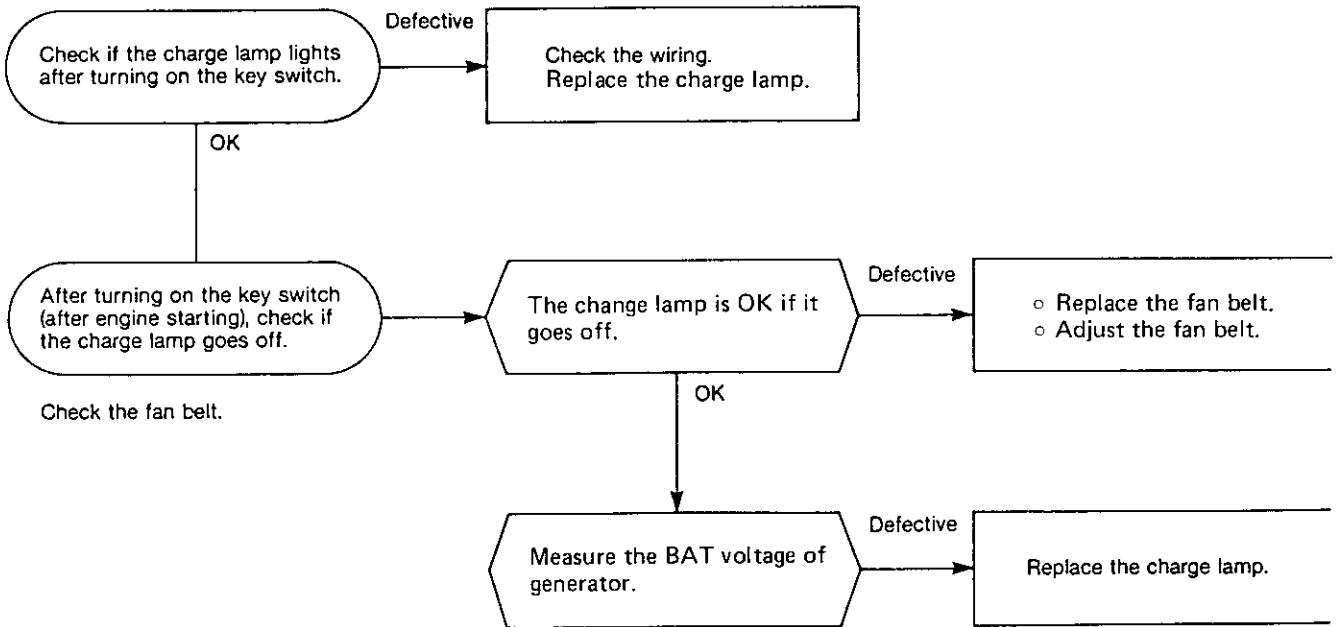 Defective
Check if the charge lamp lights
after turning on the key switch.
Check the wiring.
Replace the charge lamp.
OK
After turning on the key switch
(after engine starting), check if
the charge lamp goes off.
The change lamp is OK if it
goes off.
Defective
○ Replace the fan belt.
○ Adjust the fan belt.
Check the fan belt.
OK
Measure the BAT voltage of
generator.
Defective
Replace the charge lamp.